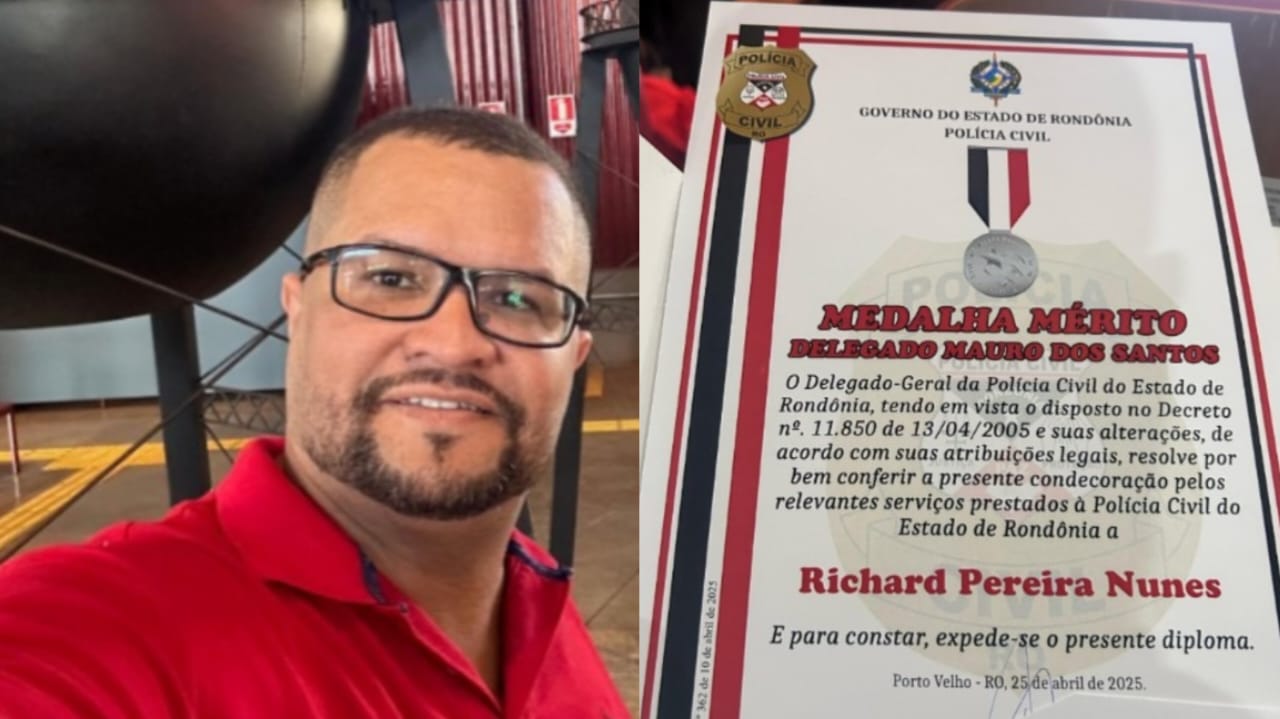 POLÍCIA
CIVIL
RO
GOVERNO DO ESTADO DE RONDÔNIA
POLÍCIA CIVIL
MEDALHA MÉRITO
DELEGADO MAURO DOS SANTOS
O Delegado-Geral da Polícia Civil do Estado de
Rondônia, tendo em vista o disposto no Decreto
nº. 11.850 de 13/04/2005 e suas alterações, de
acordo com suas atribuições legais, resolve por
bem conferir a presente condecoração pelos
relevantes serviços prestados à Polícia Civil do
Estado de Rondônia a
Richard Pereira Nunes
E para constar, expede-se o presente diploma.
Porto Velho - RO, 25 de abril de 2025.
362 de 10 de abril de 2025
POLÍCIA
CIVIL
RO